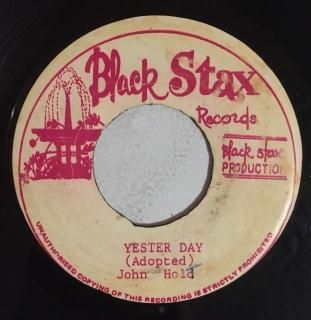 Black Stax
Records
Black Stax
PRODUCTION
YESTER DAY
(Adopted)
John Hold
UNAUTHORISED COPYING OF THIS RECORDING IS STRICTLY PROHIBITED